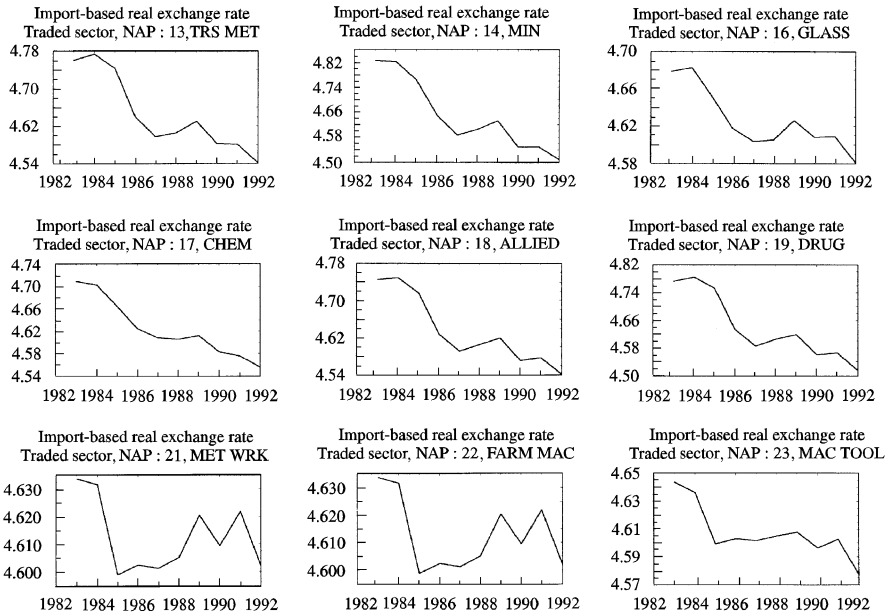 Import-based real exchange rate
Traded sector, NAP : 13,TRS MET
4.78
4.70
4.62
4.54
1982 1984 1986 1988 1990 1992
Import-based real exchange rate
Traded sector, NAP : 14, MIN
4.82
4.74
4.66
4.58
4.50
1982 1984 1986 1988 1990 1992
Import-based real exchange rate
Traded sector, NAP : 16, GLASS
4.70
4.66
4.62
4.58
1982 1984 1986 1988 1990 1992
Import-based real exchange rate
Traded sector, NAP : 17, CHEM
4.74
4.70
4.66
4.62
4.58
4.54
1982 1984 1986 1988 1990 1992
Import-based real exchange rate
Traded sector, NAP : 18, ALLIED
4.78
4.70
4.62
4.54
1982 1984 1986 1988 1990 1992
Import-based real exchange rate
Traded sector, NAP : 19, DRUG
4.82
4.74
4.66
4.58
4.50
1982 1984 1986 1988 1990 1992
Import-based real exchange rate
Traded sector, NAP : 21, MET WRK
4.630
4.620
4.610
4.600
1982 1984 1986 1988 1990 1992
Import-based real exchange rate
Traded sector, NAP : 22, FARM MAC
4.630
4.620
4.610
4.600
1982 1984 1986 1988 1990 1992
Import-based real exchange rate
Traded sector, NAP : 23, MAC TOOL
4.65
4.63
4.61
4.59
4.57
1982 1984 1986 1988 1990 1992